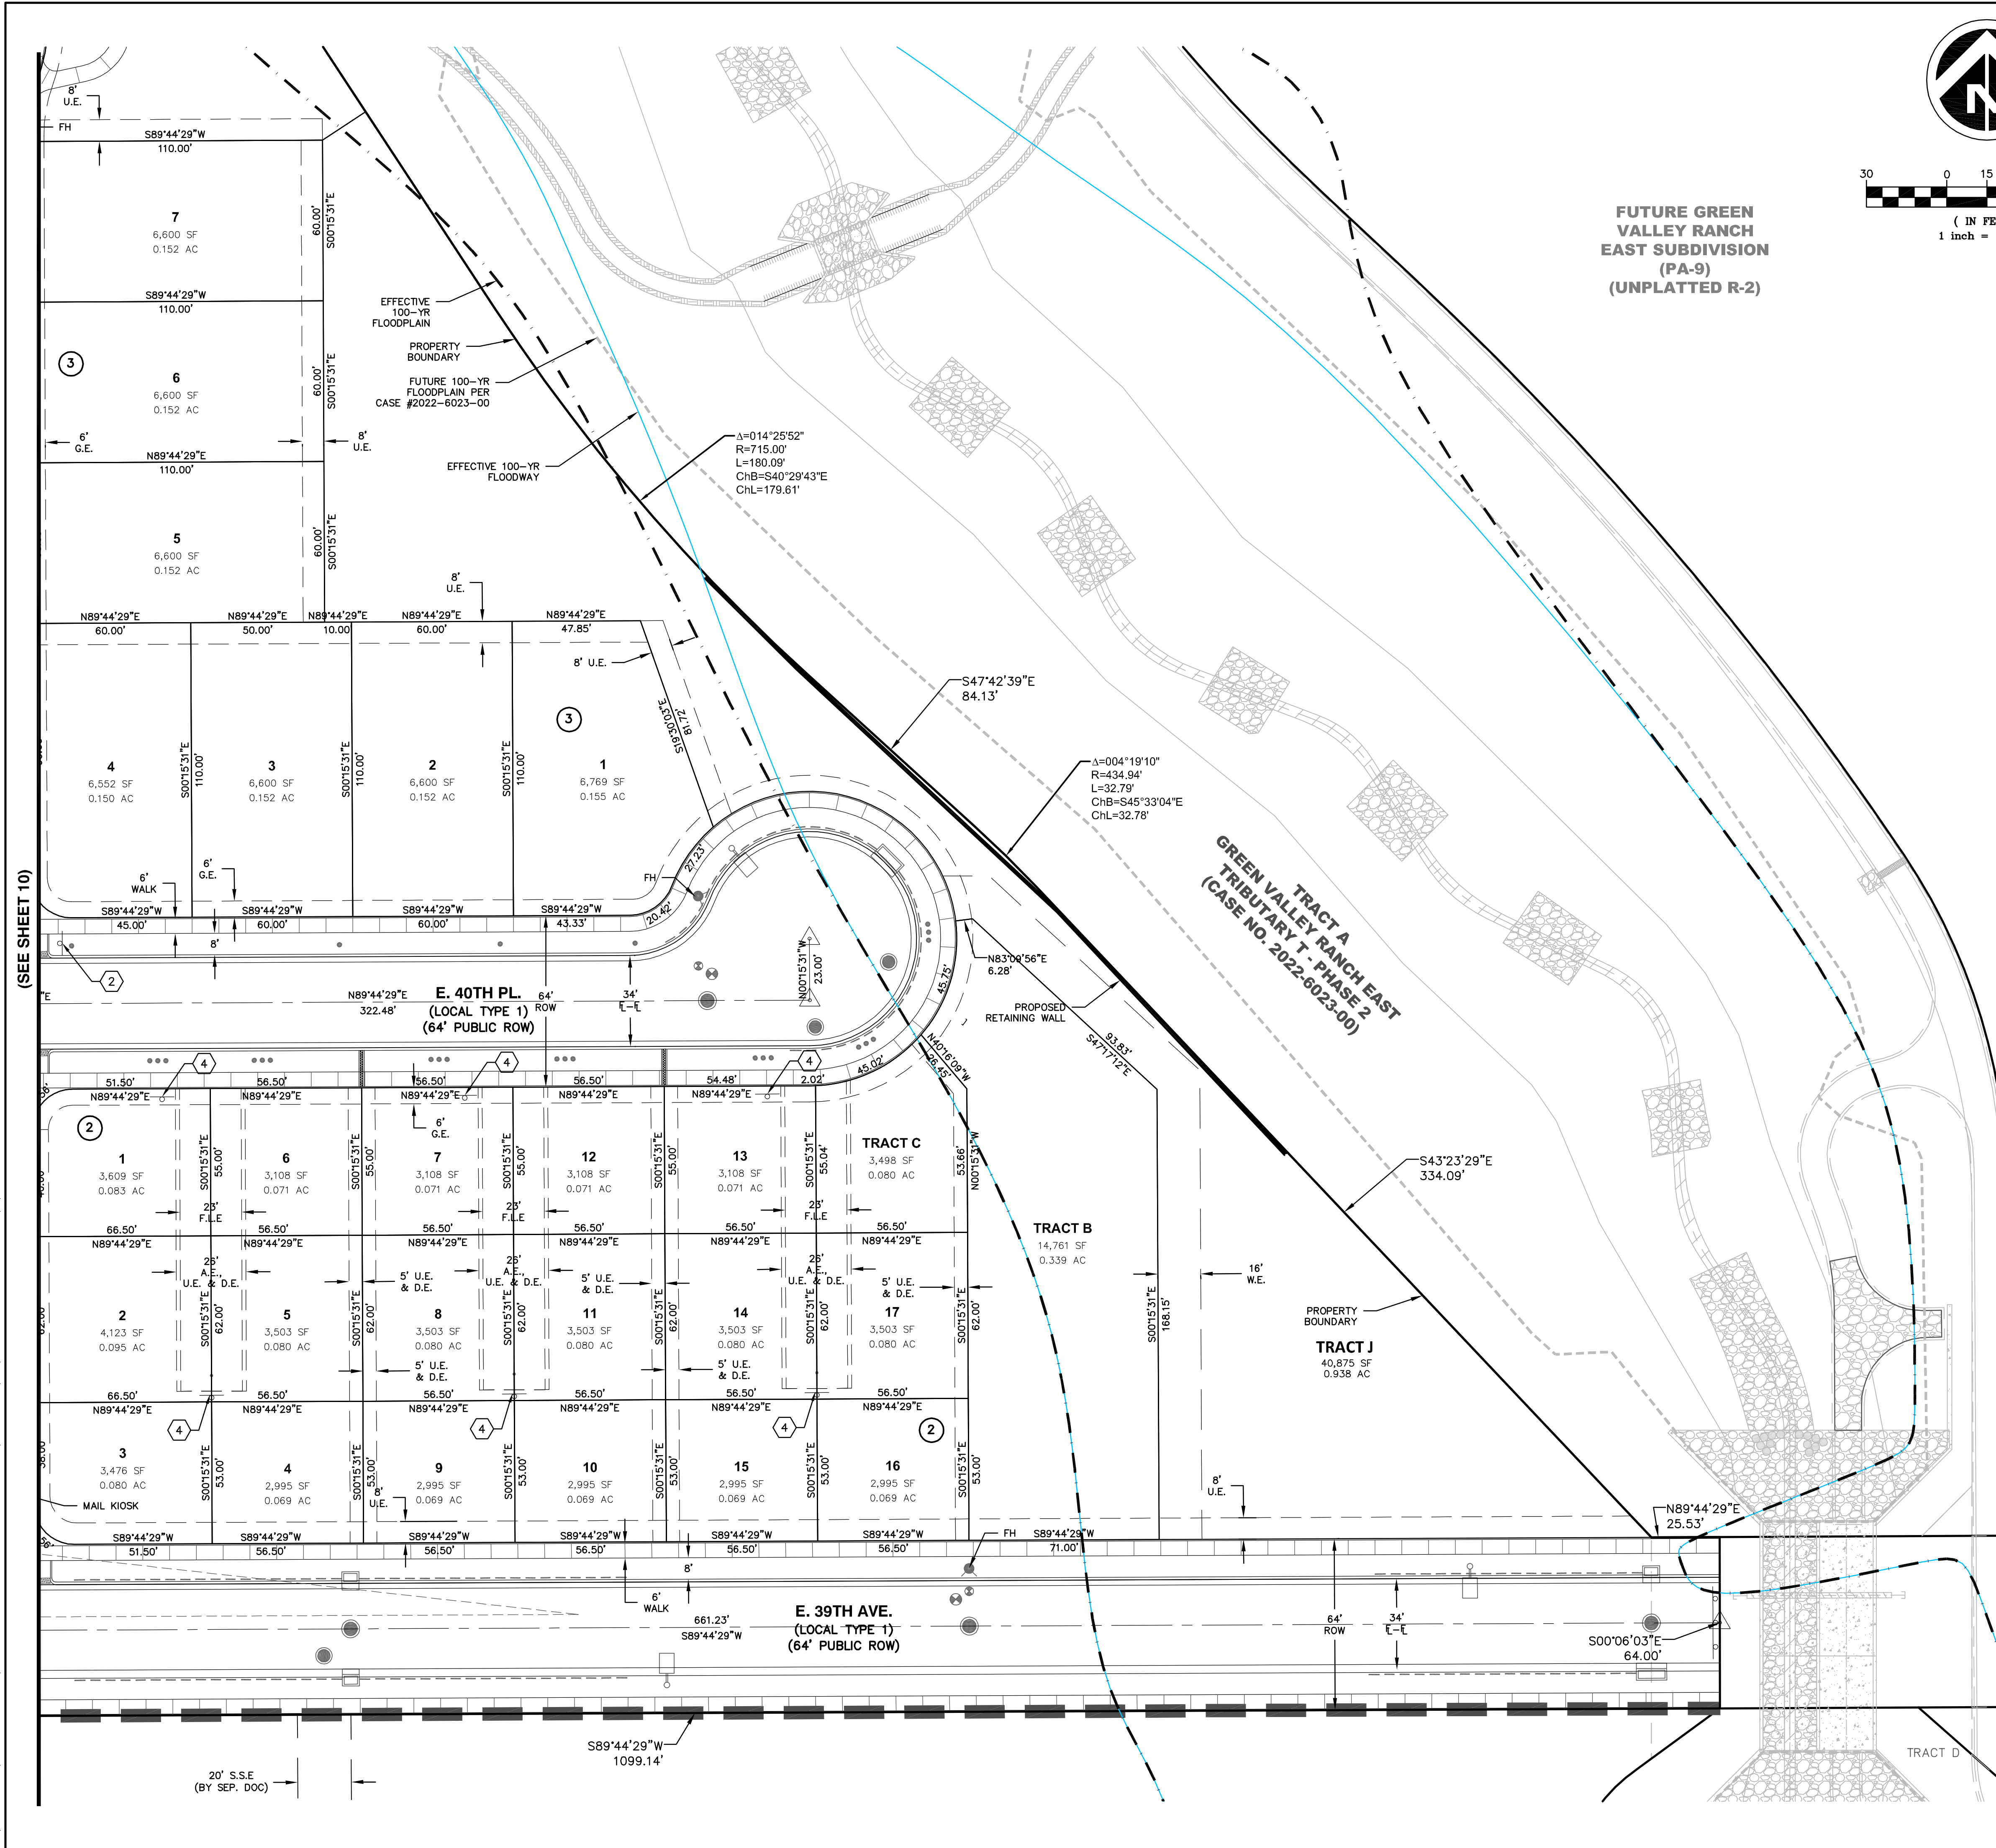 N
30
0
15
( IN FE
1 inch =
FUTURE GREEN
VALLEY RANCH
EAST SUBDIVISION
(PA-9)
(UNPLATTED R-2)
8'
U.E.
FH
S89°44'29"W
110.00'
7
6,600 SF
0.152 AC
60.00'
S00°15'31"E
S89°44'29"W
110.00'
EFFECTIVE
100-YR
FLOODPLAIN
PROPERTY
BOUNDARY
FUTURE 100-YR
FLOODPLAIN PER
CASE #2022-6023-00
3
6
6,600 SF
0.152 AC
60.00'
S00°15'31"E
6'
G.E.
8'
U.E.
N89°44'29"E
110.00'
EFFECTIVE 100-YR
FLOODWAY
Δ=014°25'52"
R=715.00'
L=180.09'
ChB=S40°29'43"E
ChL=179.61'
5
6,600 SF
0.152 AC
60.00'
S00°15'31"E
8'
U.E.
N89°44'29"E
60.00'
N89°44'29"E
50.00'
N89°44'29"E
10.00'
N89°44'29"E
60.00'
N89°44'29"E
47.85'
8' U.E.
S19°30'03"E
81.72'
S47°42'39"E
84.13'
3
4
6,552 SF
0.150 AC
S00°15'31"E
110.00'
3
6,600 SF
0.152 AC
S00°15'31"E
110.00'
2
6,600 SF
0.152 AC
S00°15'31"E
110.00'
1
6,769 SF
0.155 AC
Δ=004°19'10"
R=434.94'
L=32.79'
ChB=S45°33'04"E
ChL=32.78'
TRACT A
GREEN VALLEY RANCH EAST
TRIBUTARY T - PHASE 2
(CASE NO. 2022-6023-00)
(SEE SHEET 10)
6'
WALK
6'
G.E.
FH
27.23'
20.42'
S89°44'29"W
45.00'
S89°44'29"W
60.00'
S89°44'29"W
60.00'
S89°44'29"W
43.33'
8'
2
"E
N89°44'29"E
322.48'
E. 40TH PL.
(LOCAL TYPE 1)
(64' PUBLIC ROW)
64'
ROW
34'
N00°15'31"W
23.00'
45.75'
N83°09'56"E
6.28'
PROPOSED
RETAINING WALL
93.83'
S47°17'12"E
N40°16'09"W
26.45'
45.02'
4
4
4
51.50'
N89°44'29"E
56.50'
N89°44'29"E
56.50'
N89°44'29"E
56.50'
N89°44'29"E
54.48'
N89°44'29"E
2.02'
6'
G.E.
2
1
3,609 SF
0.083 AC
S00°15'31"E
55.00'
6
3,108 SF
0.071 AC
S00°15'31"E
55.00'
7
3,108 SF
0.071 AC
S00°15'31"E
55.00'
12
3,108 SF
0.071 AC
S00°15'31"E
55.00'
13
3,108 SF
0.071 AC
S00°15'31"E
55.04'
TRACT C
3,498 SF
0.080 AC
53.66'
N00°15'31"W
23'
F.L.E
23'
F.L.E
23'
F.L.E
66.50'
N89°44'29"E
56.50'
N89°44'29"E
56.50'
N89°44'29"E
56.50'
N89°44'29"E
56.50'
N89°44'29"E
56.50'
N89°44'29"E
TRACT B
14,761 SF
0.339 AC
S43°23'29"E
334.09'
26'
A.E.,
U.E. & D.E.
5' U.E.
& D.E.
26'
A.E.,
U.E. & D.E.
5' U.E.
& D.E.
26'
A.E.,
U.E. & D.E.
5' U.E.
& D.E.
16'
W.E.
62.00'
2
4,123 SF
0.095 AC
S00°15'31"E
62.00'
5
3,503 SF
0.080 AC
S00°15'31"E
62.00'
8
3,503 SF
0.080 AC
S00°15'31"E
62.00'
11
3,503 SF
0.080 AC
S00°15'31"E
62.00'
14
3,503 SF
0.080 AC
S00°15'31"E
62.00'
17
3,503 SF
0.080 AC
S00°15'31"E
62.00'
S00°15'31"E
168.15'
PROPERTY
BOUNDARY
TRACT J
40,875 SF
0.938 AC
5' U.E.
& D.E.
5' U.E.
& D.E.
66.50'
N89°44'29"E
56.50'
N89°44'29"E
56.50'
N89°44'29"E
56.50'
N89°44'29"E
56.50'
N89°44'29"E
56.50'
N89°44'29"E
4
4
4
2
38.00
3
3,476 SF
0.080 AC
S00°15'31"E
53.00'
4
2,995 SF
0.069 AC
S00°15'31"E
53.00'
9
2,995 SF
0.069 AC
S00°15'31"E
53.00'
10
2,995 SF
0.069 AC
S00°15'31"E
53.00'
15
2,995 SF
0.069 AC
S00°15'31"E
53.00'
16
2,995 SF
0.069 AC
S00°15'31"E
53.00'
MAIL KIOSK
8'
U.E.
8'
U.E.
N89°44'29"E
25.53'
S89°44'29"W
51.50'
S89°44'29"W
56.50'
S89°44'29"W
56.50'
S89°44'29"W
56.50'
S89°44'29"W
56.50'
S89°44'29"W
56.50'
FH
S89°44'29"W
71.00'
8'
6'
WALK
661.23'
S89°44'29"W
E. 39TH AVE.
(LOCAL TYPE 1)
(64' PUBLIC ROW)
64'
ROW
34'
S00°06'03"E
64.00'
S89°44'29"W
1099.14'
20' S.S.E
(BY SEP. DOC)
TRACT D